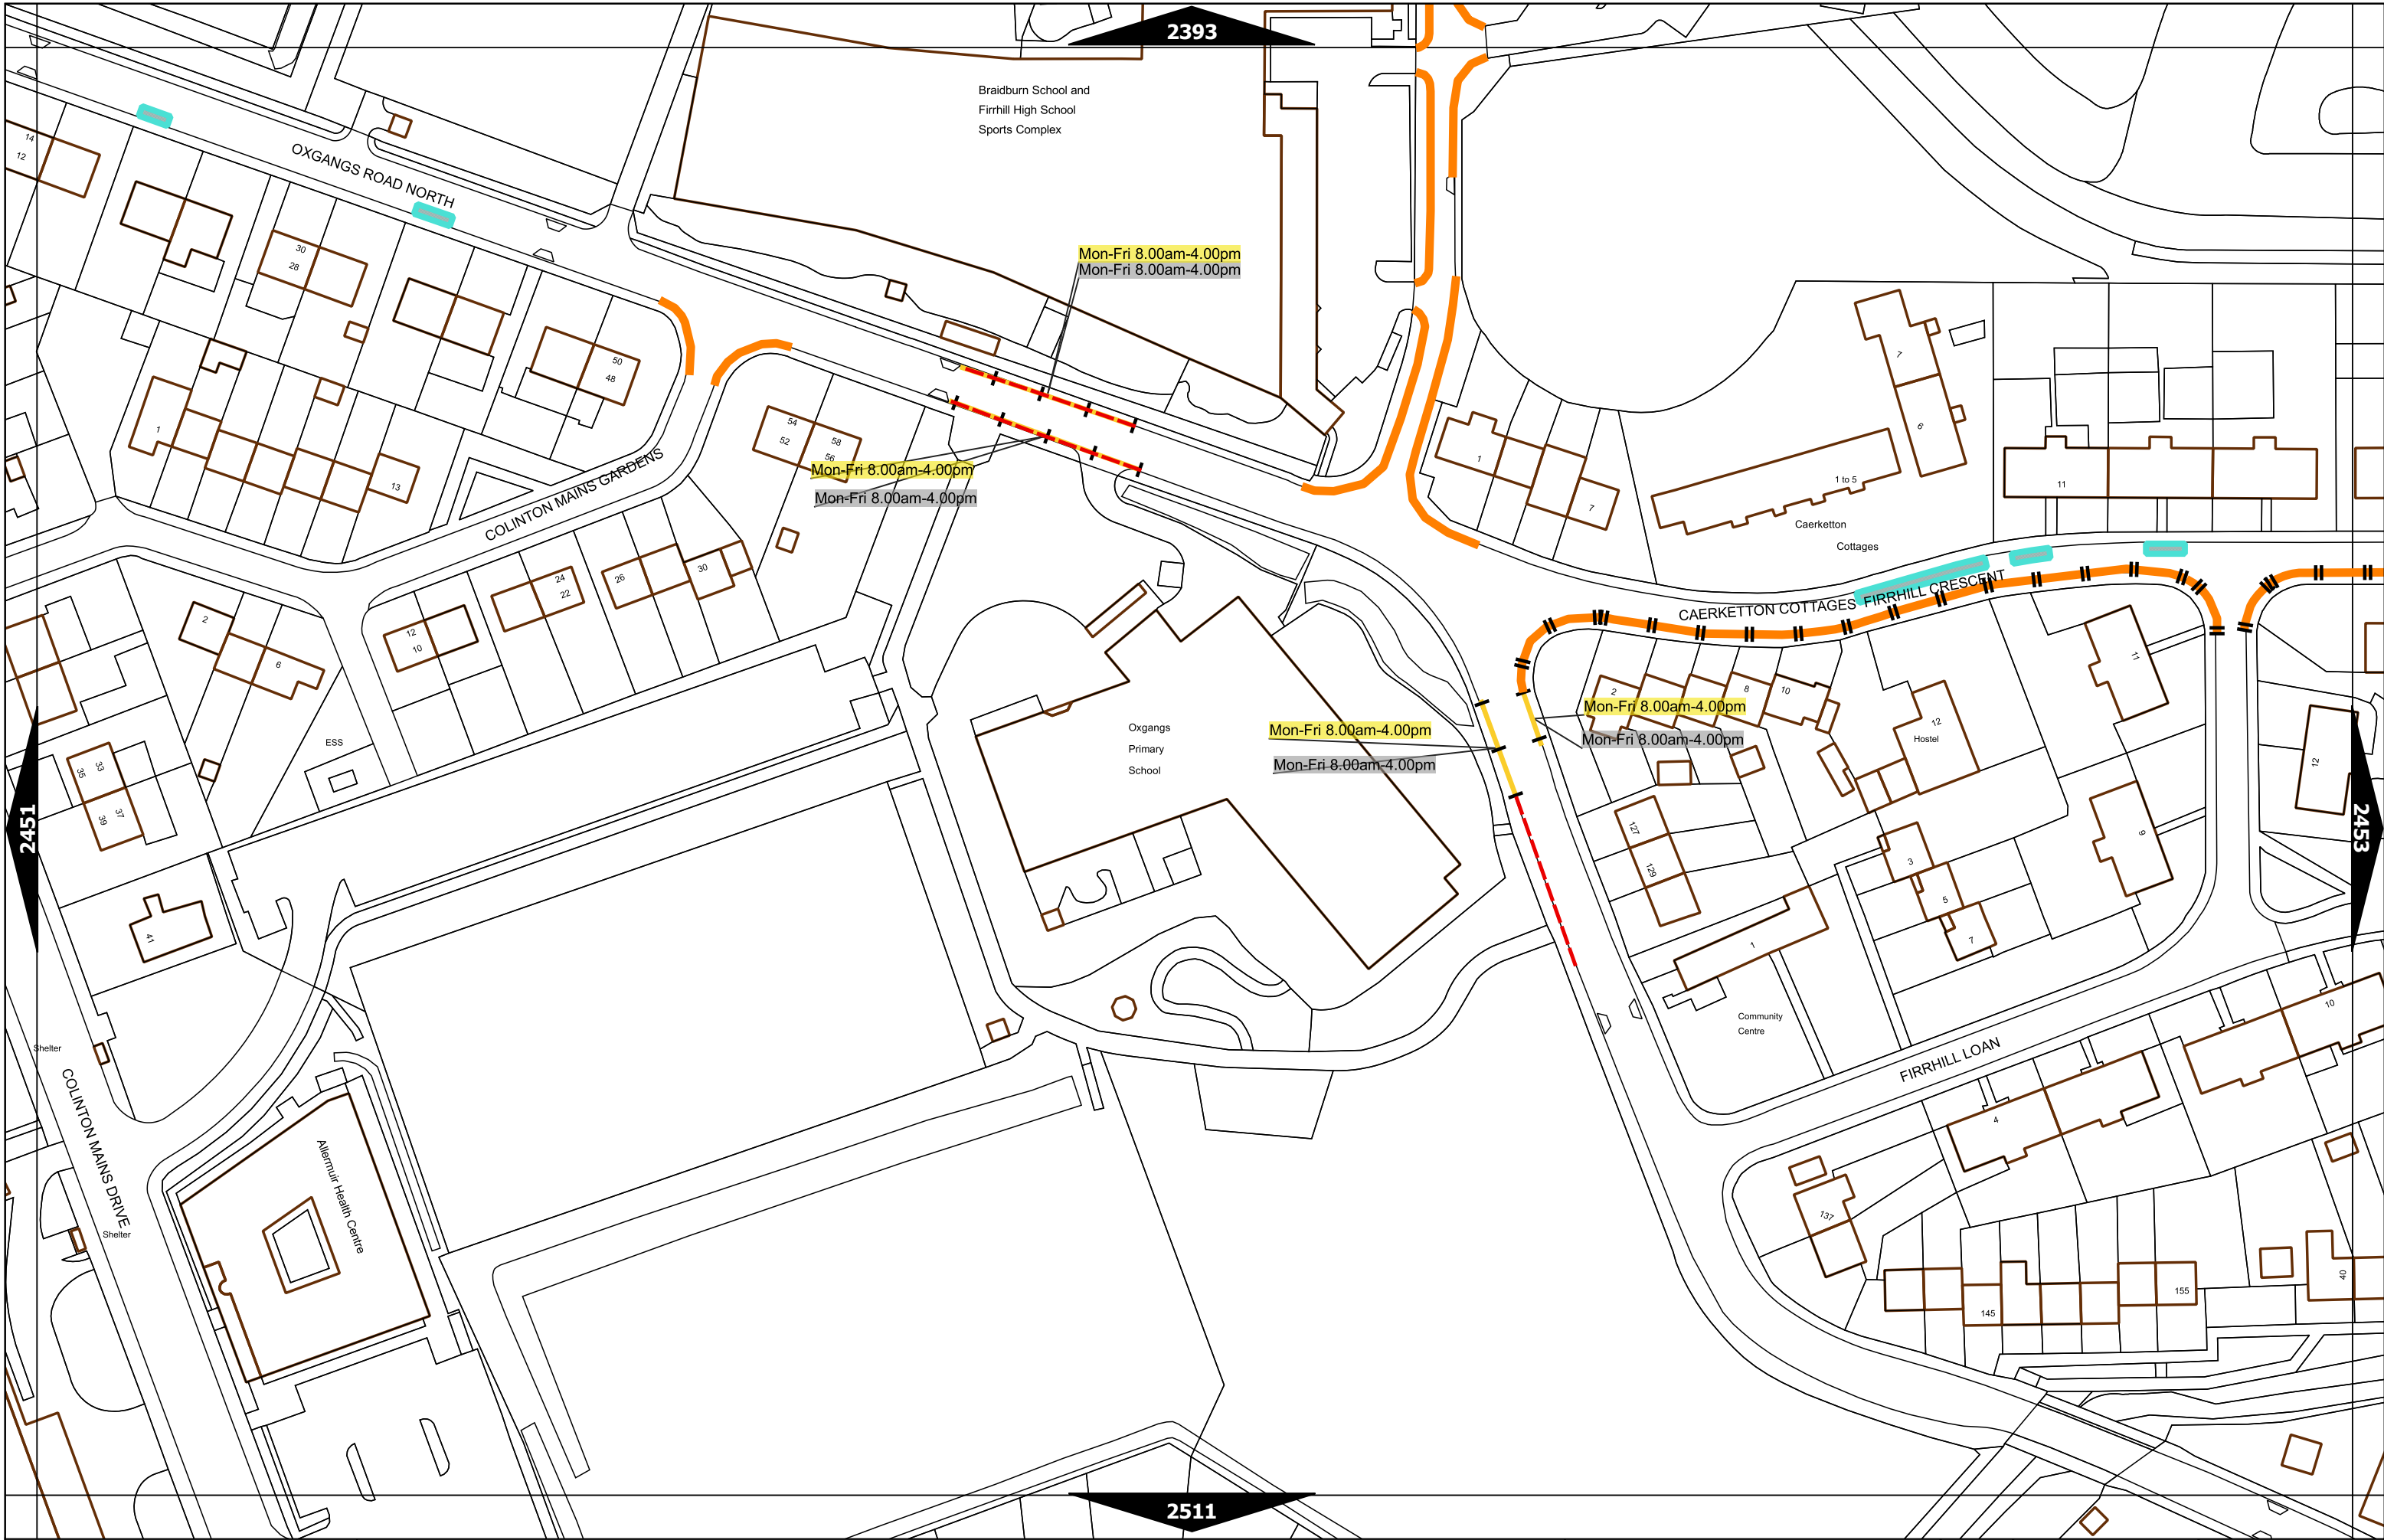 2393
Braidburn School and
Firrhill High School
Sports Complex
14
12
OXGANGS ROAD NORTH
30
28
Mon-Fri 8.00am-4.00pm
Mon-Fri 8.00am-4.00pm
50
48
7
6
1
13
54
52
58
56
Mon-Fri 8.00am-4.00pm
Mon-Fri 8.00am-4.00pm
COLINTON MAINS GARDENS
1
7
1 to 5
Caerketton
Cottages
11
24
22
26
30
12
10
2
6
CAERKETTON COTTAGES
FIRRHILL CRESCENT
2
8
10
11
12
Hostel
12
Mon-Fri 8.00am-4.00pm
Mon-Fri 8.00am-4.00pm
Mon-Fri 8.00am-4.00pm
Mon-Fri 8.00am-4.00pm
Oxgangs
Primary
School
ESS
35
33
39
37
41
2451
2453
127
129
3
5
7
9
1
Community
Centre
FIRRHILL LOAN
10
4
Shelter
COLINTON MAINS DRIVE
Shelter
Allermuir Health Centre
137
145
155
40
2511